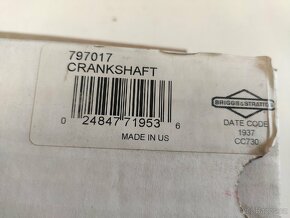 797017
CRANKSHAFT
0 24847 71953 6
MADE IN US
BRIGGS & STRATTON
DATE CODE
1937
CC730